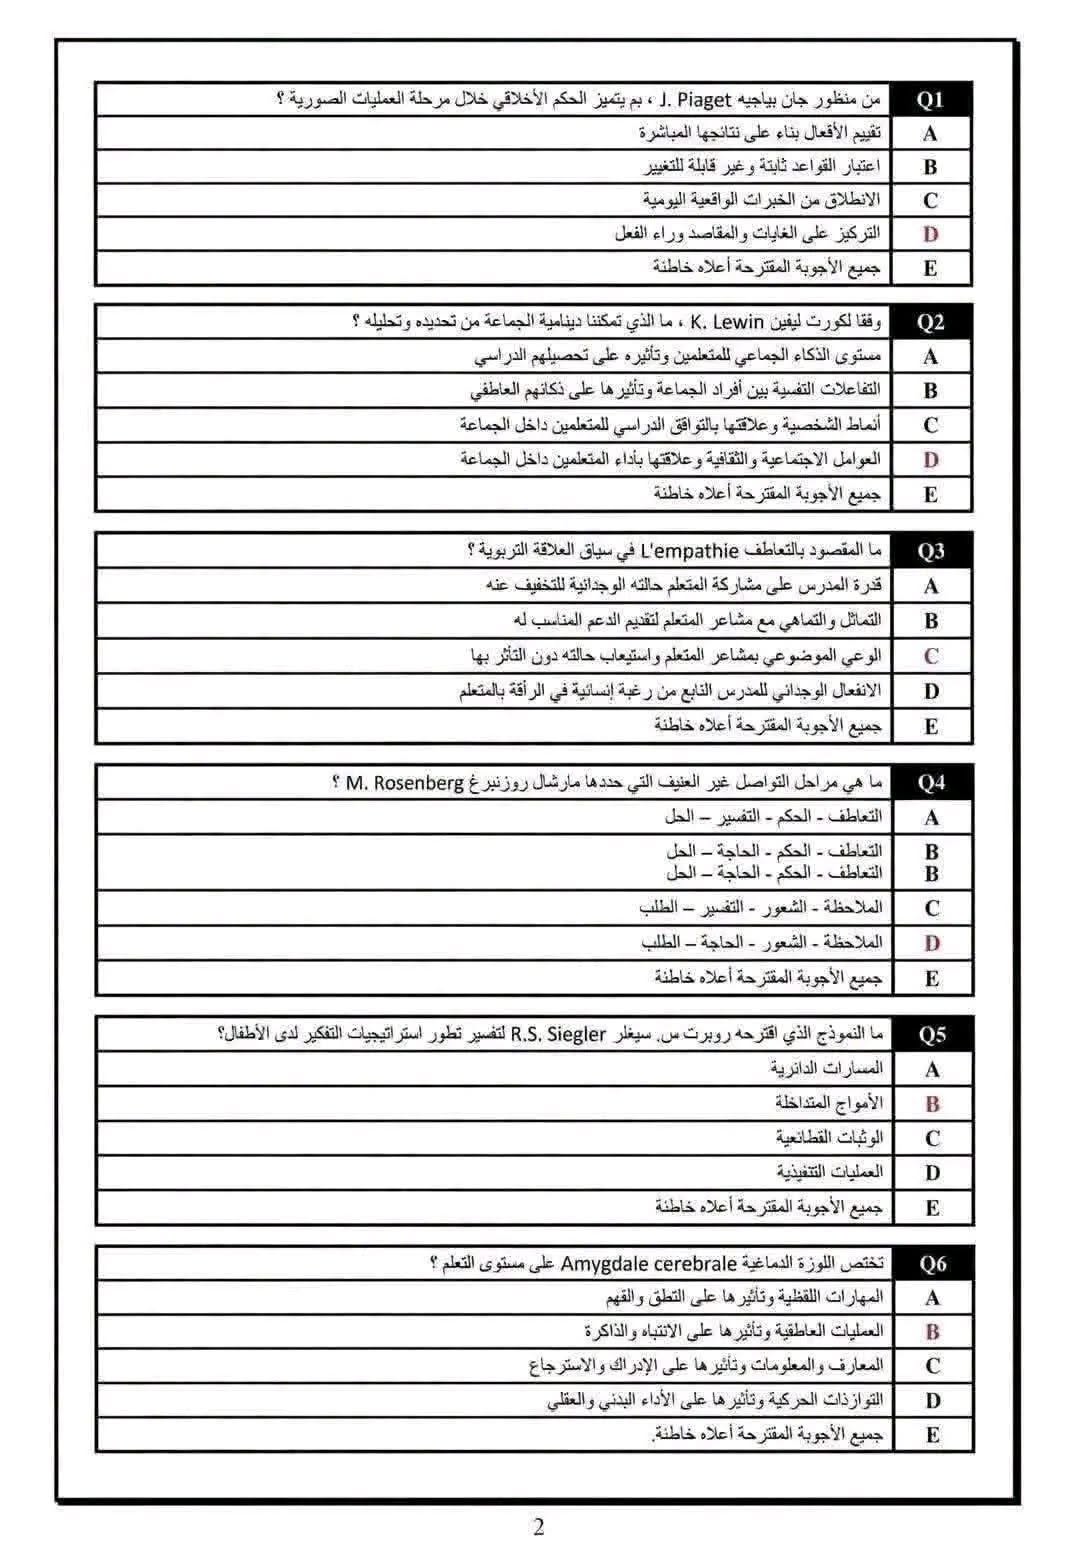 Q1 من منظور جان بياجيه J. Piaget ، بم يتميز الحكم الأخلاقي خلال مرحلة العمليات الصورية ؟
A تقييم الأفعال بناء على نتائجها المباشرة
B اعتبار القواعد ثابتة وغير قابلة للتغيير
C الانطلاق من الخبرات الواقعية اليومية
D التركيز على الغايات والمقاصد وراء الفعل
E جميع الأجوبة المقترحة أعلاه خاطئة
Q2 وفقا لكورت ليفين K. Lewin ، ما الذي تمكننا دينامية الجماعة من تحديده وتحليله ؟
A مستوى الذكاء الجماعي للمتعلمين وتأثيره على تحصيلهم الدراسي
B التفاعلات النفسية بين أفراد الجماعة وتأثيرها على ذكائهم العاطفي
C أنماط الشخصية وعلاقتها بالتوافق الدراسي للمتعلمين داخل الجماعة
D العوامل الاجتماعية والثقافية وعلاقتها بأداء المتعلمين داخل الجماعة
E جميع الأجوبة المقترحة أعلاه خاطئة
Q3 ما المقصود بالتعاطف L'empathie في سياق العلاقة التربوية ؟
A قدرة المدرس على مشاركة المتعلم حالته الوجدانية للتخفيف عنه
B التماثل والتماهي مع مشاعر المتعلم لتقديم الدعم المناسب له
C الوعي الموضوعي بمشاعر المتعلم واستيعاب حالته دون التأثر بها
D الانفعال الوجداني للمدرس النابع من رغبة إنسانية في الرأفة بالمتعلم
E جميع الأجوبة المقترحة أعلاه خاطئة
Q4 ما هي مراحل التواصل غير العنيف التي حددها مارشال روزنبرغ M. Rosenberg ؟
A التعاطف - الحكم - التفسير – الحل
B التعاطف - الحكم - الحاجة – الحل
B التعاطف - الحكم - الحاجة – الحل
C الملاحظة - الشعور - التفسير – الطلب
D الملاحظة - الشعور - الحاجة – الطلب
E جميع الأجوبة المقترحة أعلاه خاطئة
Q5 ما النموذج الذي اقترحه روبرت س. سيغلر R.S. Siegler لتفسير تطور استراتيجيات التفكير لدى الأطفال؟
A المسارات الدائرية
B الأمواج المتداخلة
C الوثبات القطائعية
D العمليات التنفيذية
E جميع الأجوبة المقترحة أعلاه خاطئة
Q6 تختص اللوزة الدماغية Amygdale cerebrale على مستوى التعلم ؟
A المهارات اللفظية وتأثيرها على النطق والفهم
B العمليات العاطفية وتأثيرها على الانتباه والذاكرة
C المعارف والمعلومات وتأثيرها على الإدراك والاسترجاع
D التوازنات الحركية وتأثيرها على الأداء البدني والعقلي
E جميع الأجوبة المقترحة أعلاه خاطئة.
2